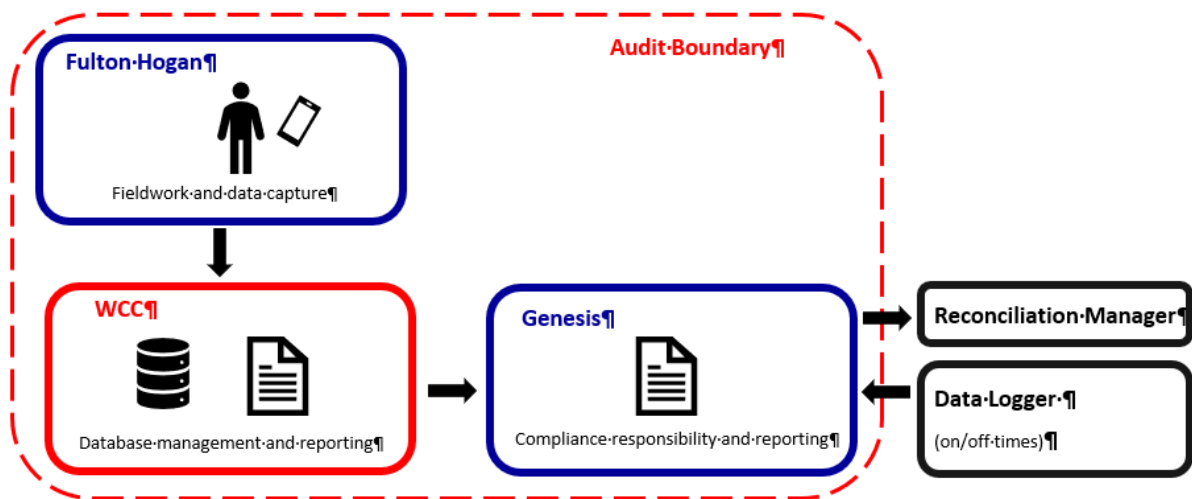 Audit·Boundary¶
Fulton·Hogan¶
Fieldwork·and·data·capture¶
WCC¶
Database·management·and·reporting¶
Genesis¶
Compliance·responsibility·and·reporting¶
Reconciliation·Manager¶
Data·Logger·¶
(on/off·times)¶